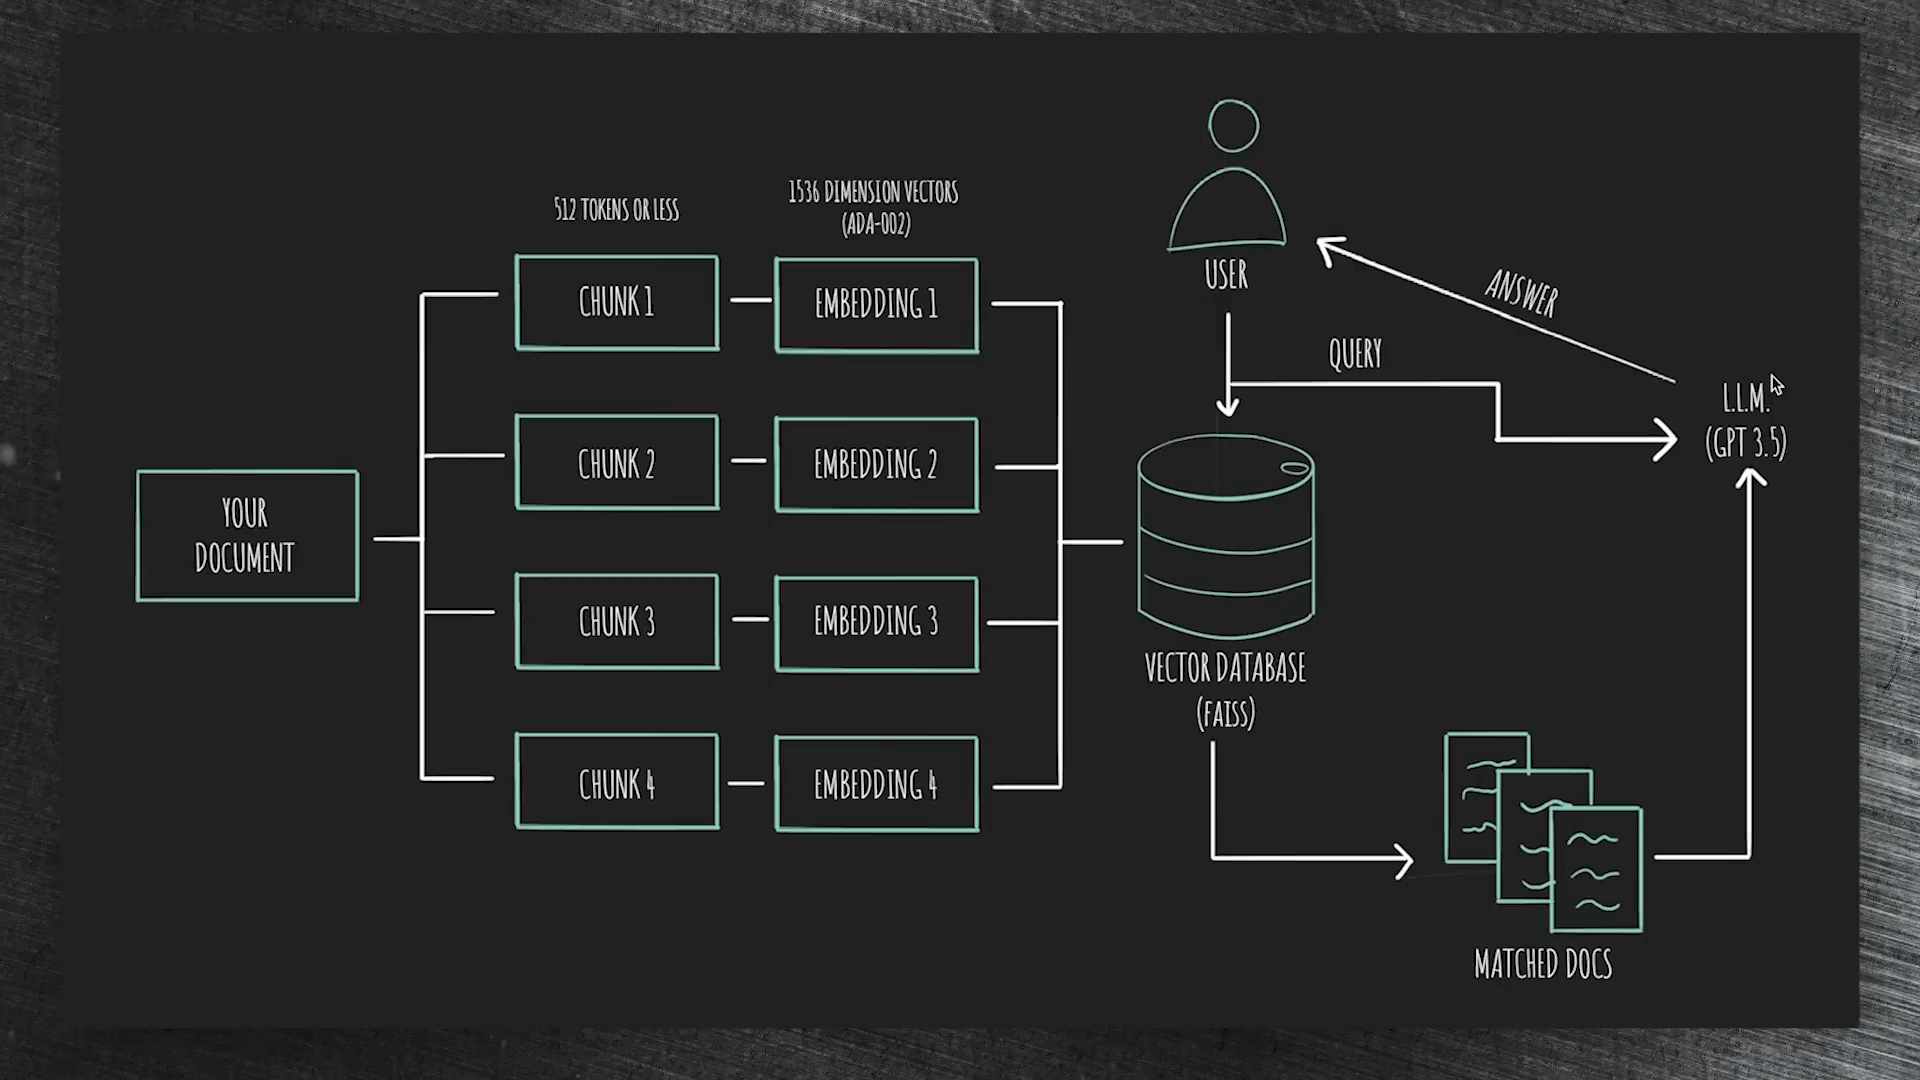 512 TOKENS OR LESS
1536 DIMENSION VECTORS
(ADA-002)
YOUR
DOCUMENT
CHUNK 1
EMBEDDING 1
CHUNK 2
EMBEDDING 2
CHUNK 3
EMBEDDING 3
CHUNK 4
EMBEDDING 4
USER
QUERY
ANSWER
L.L.M.
(GPT 3.5)
VECTOR DATABASE
(FAISS)
MATCHED DOCS